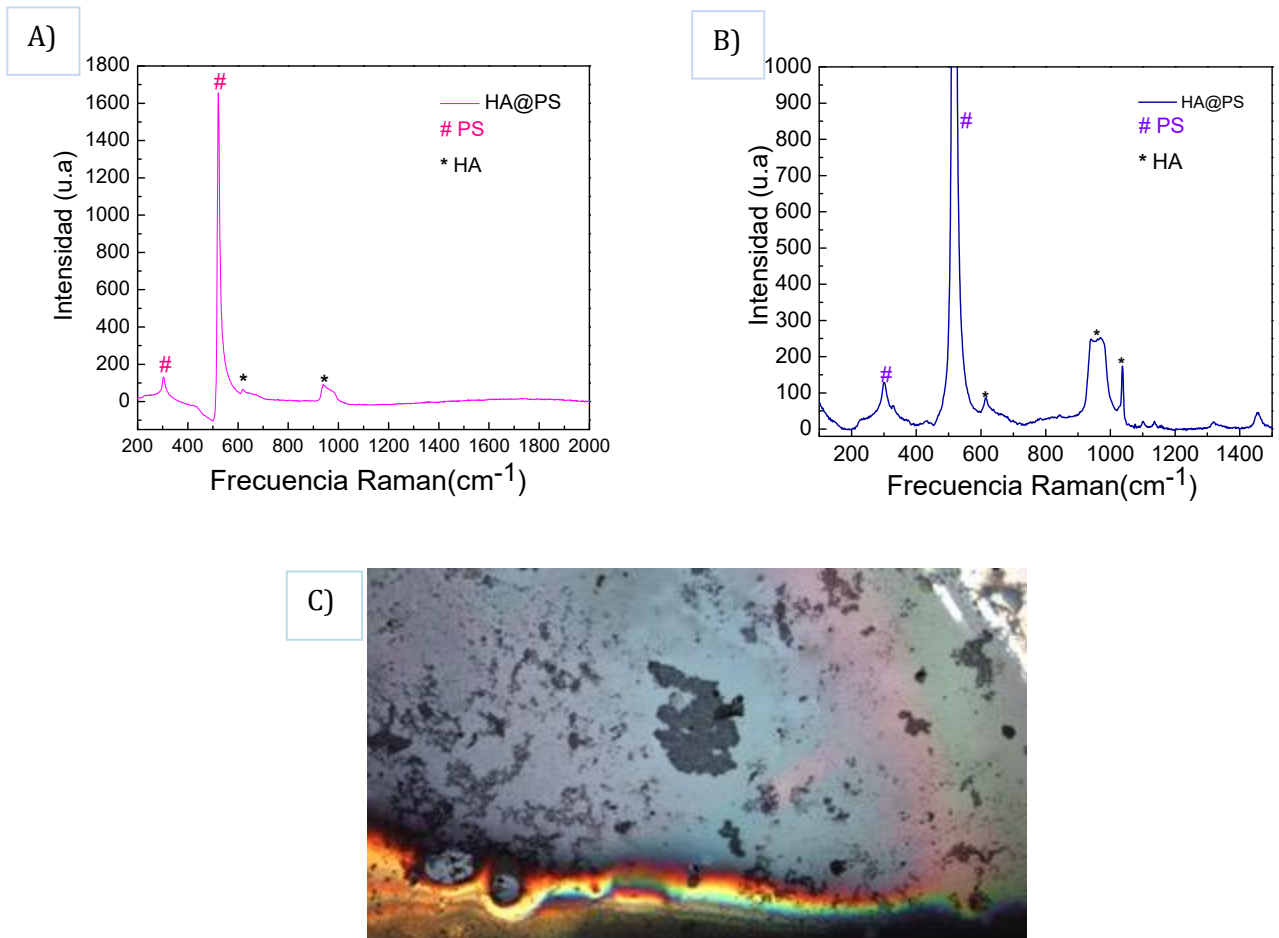 A)
1800
1600
1400
1200
1000
800
600
400
200
0
200 400 600 800 1000 1200 1400 1600 1800 2000
Intensidad (u.a)
Frecuencia Raman(cm-1)
#
#
*
*
HA@PS
# PS
* HA
B)
1000
900
800
700
600
500
400
300
200
100
0
200 400 600 800 1000 1200 1400
Intensidad (u.a)
Frecuencia Raman(cm-1)
#
#
*
*
*
HA@PS
# PS
* HA
C)